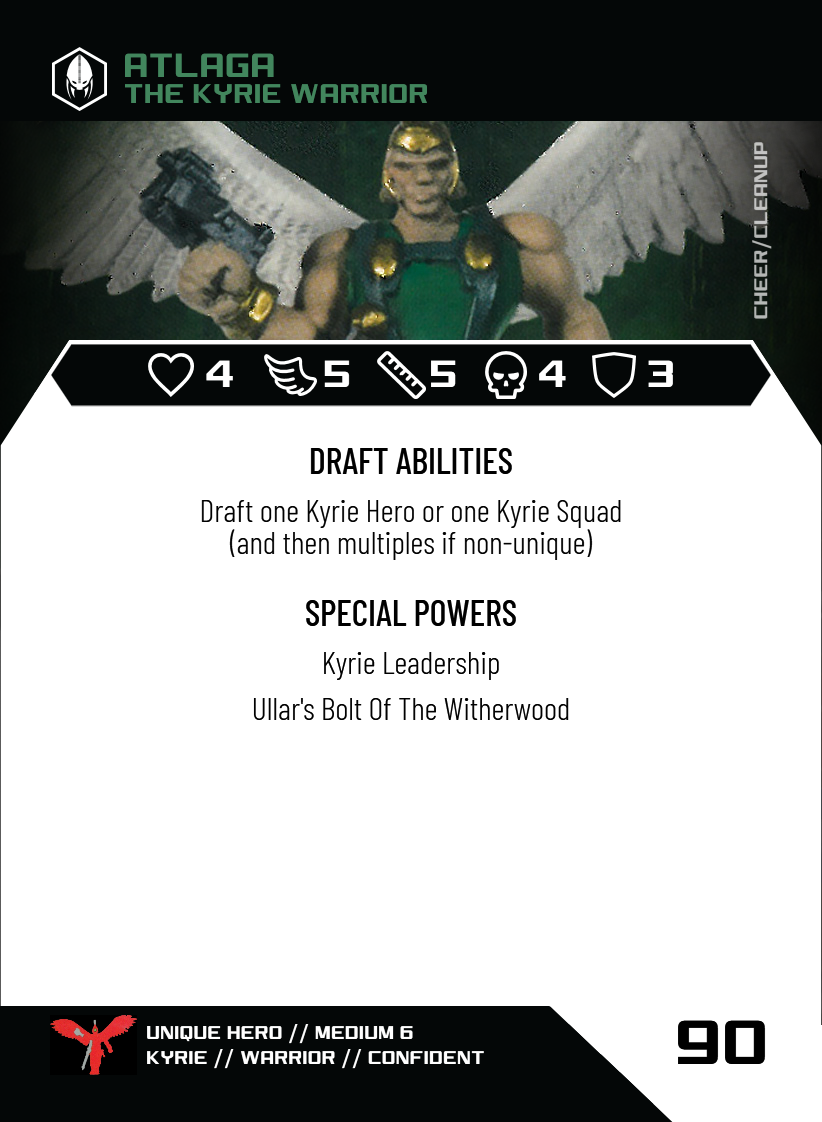 ATLAGA
THE KYRIE WARRIOR
CHEER/CLEANUP
4 5 5 4 3
DRAFT ABILITIES
Draft one Kyrie Hero or one Kyrie Squad
(and then multiples if non-unique)
SPECIAL POWERS
Kyrie Leadership
Ullar's Bolt Of The Witherwood
UNIQUE HERO // MEDIUM 6
KYRIE // WARRIOR // CONFIDENT
90